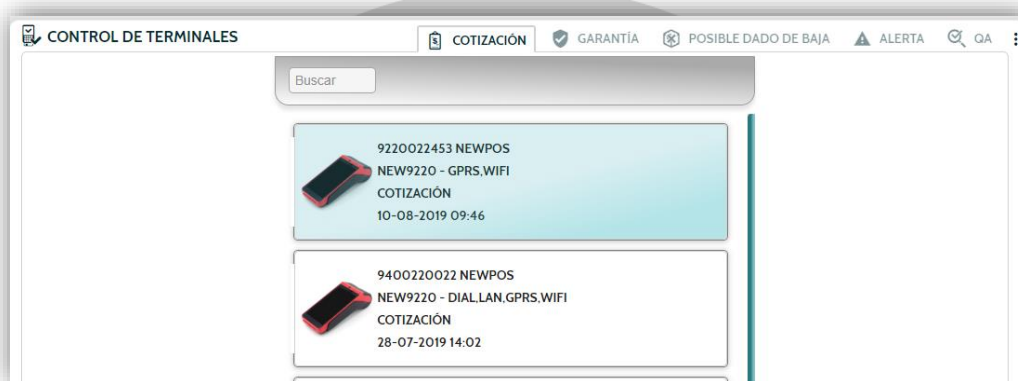 CONTROL DE TERMINALES
COTIZACIÓN
GARANTÍA
POSIBLE DADO DE BAJA
ALERTA
QA
Buscar
9220022453 NEWPOS
NEW9220 - GPRS,WIFI
COTIZACIÓN
10-08-2019 09:46
9400220022 NEWPOS
NEW9220 - DIAL,LAN,GPRS,WIFI
COTIZACIÓN
28-07-2019 14:02